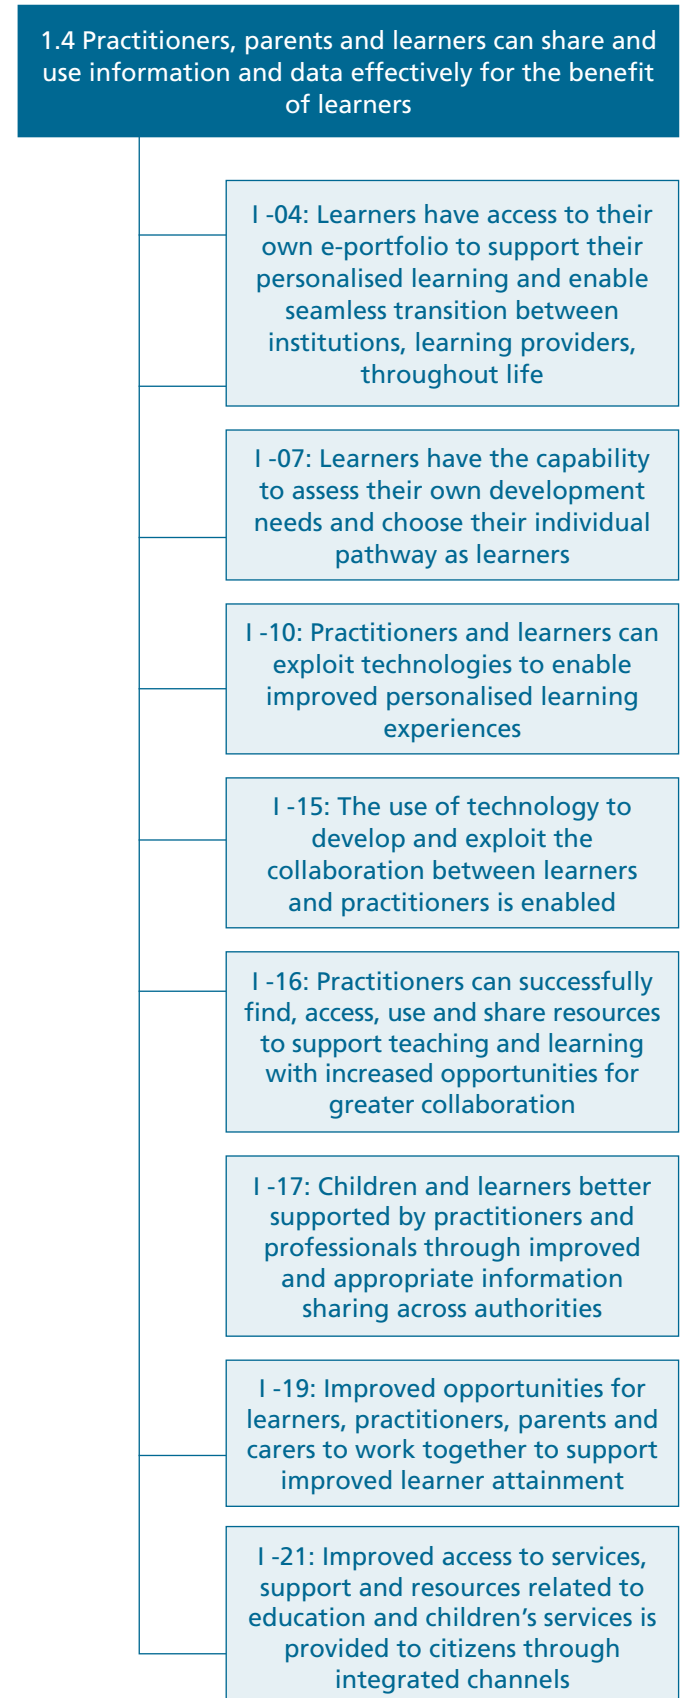 1.4 Practitioners, parents and learners can share and
use information and data effectively for the benefit
of learners
I -04: Learners have access to their
own e-portfolio to support their
personalised learning and enable
seamless transition between
institutions, learning providers,
throughout life
I -07: Learners have the capability
to assess their own development
needs and choose their individual
pathway as learners
I -10: Practitioners and learners can
exploit technologies to enable
improved personalised learning
experiences
I -15: The use of technology to
develop and exploit the
collaboration between learners
and practitioners is enabled
I -16: Practitioners can successfully
find, access, use and share resources
to support teaching and learning
with increased opportunities for
greater collaboration
I -17: Children and learners better
supported by practitioners and
professionals through improved
and appropriate information
sharing across authorities
I -19: Improved opportunities for
learners, practitioners, parents and
carers to work together to support
improved learner attainment
I -21: Improved access to services,
support and resources related to
education and children’s services is
provided to citizens through
integrated channels